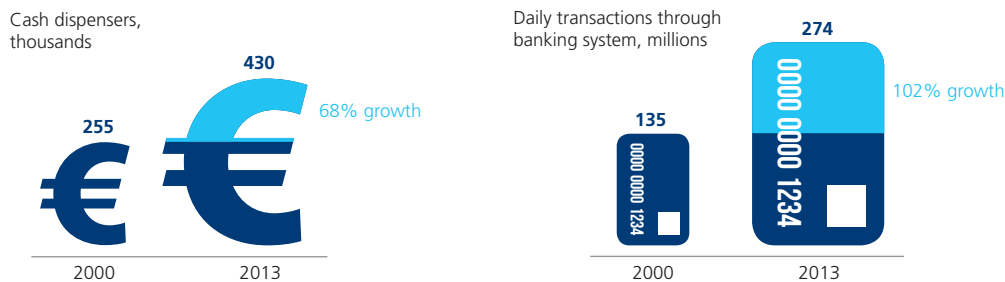 Cash dispensers,
thousands
430
68% growth
255
€
€
2000
2013
Daily transactions through
banking system, millions
274
102% growth
135
0000 0000 1234
0000 0000 1234
2000
2013